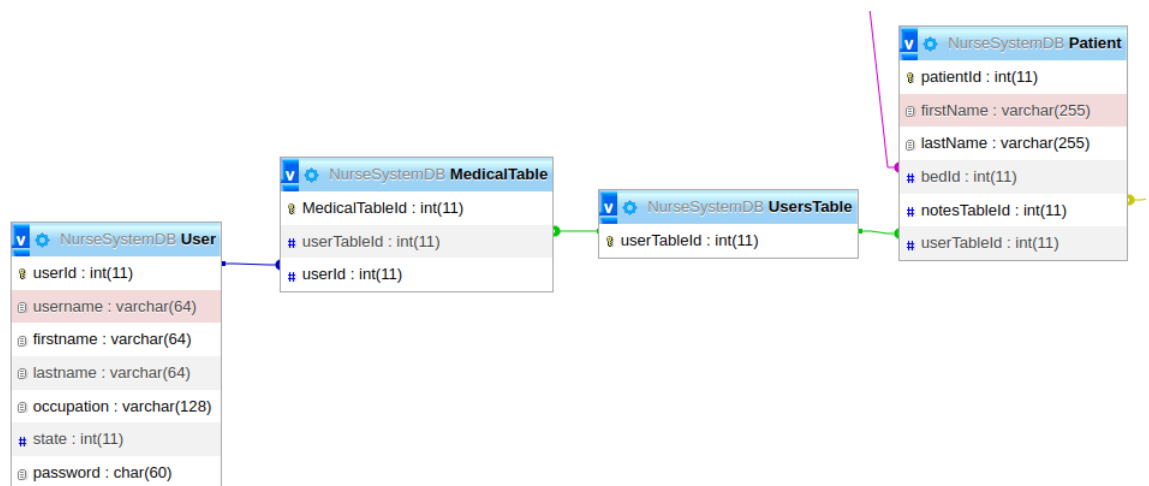 NurseSystemDB User
userId : int(11)
username : varchar(64)
firstname : varchar(64)
lastname : varchar(64)
occupation : varchar(128)
state : int(11)
password : char(60)
v NurseSystemDB MedicalTable
MedicalTableId : int(11)
# userTableId : int(11)
# userId : int(11)
v NurseSystemDB UsersTable
userTableId : int(11)
v NurseSystemDB Patient
patientId : int(11)
firstName : varchar(255)
lastName : varchar(255)
# bedId : int(11)
# notesTableId : int(11)
# userTableId : int(11)